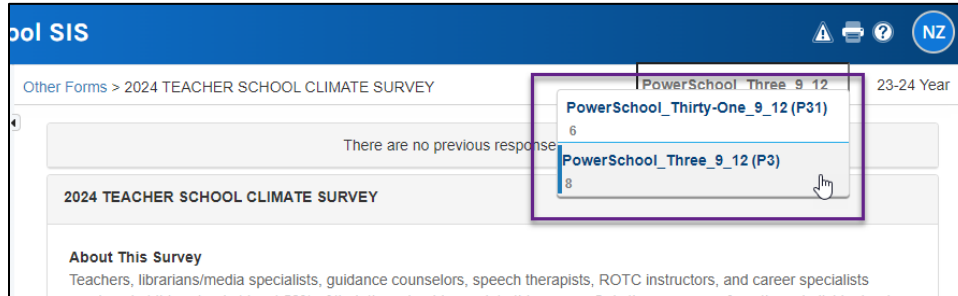 ool SIS
NZ
Other Forms > 2024 TEACHER SCHOOL CLIMATE SURVEY
PowerSchool_Three_9_12
23-24 Year
PowerSchool_Thirty-One_9_12 (P31)
6
There are no previous response
PowerSchool_Three_9_12 (P3)
8
2024 TEACHER SCHOOL CLIMATE SURVEY
About This Survey
Teachers, librarians/media specialists, guidance counselors, speech therapists, ROTC instructors, and career specialists